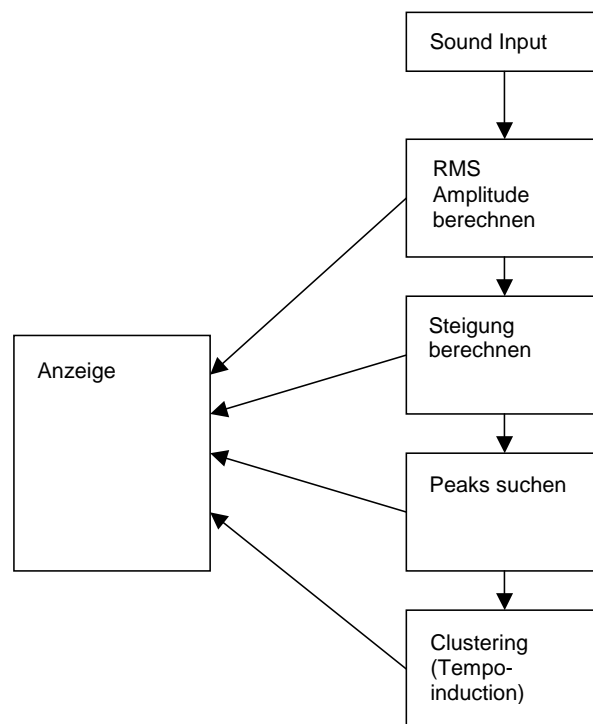 Sound Input
RMS
Amplitude
berechnen
Steigung
berechnen
Anzeige
Peaks suchen
Clustering
(Tempo-
induction)